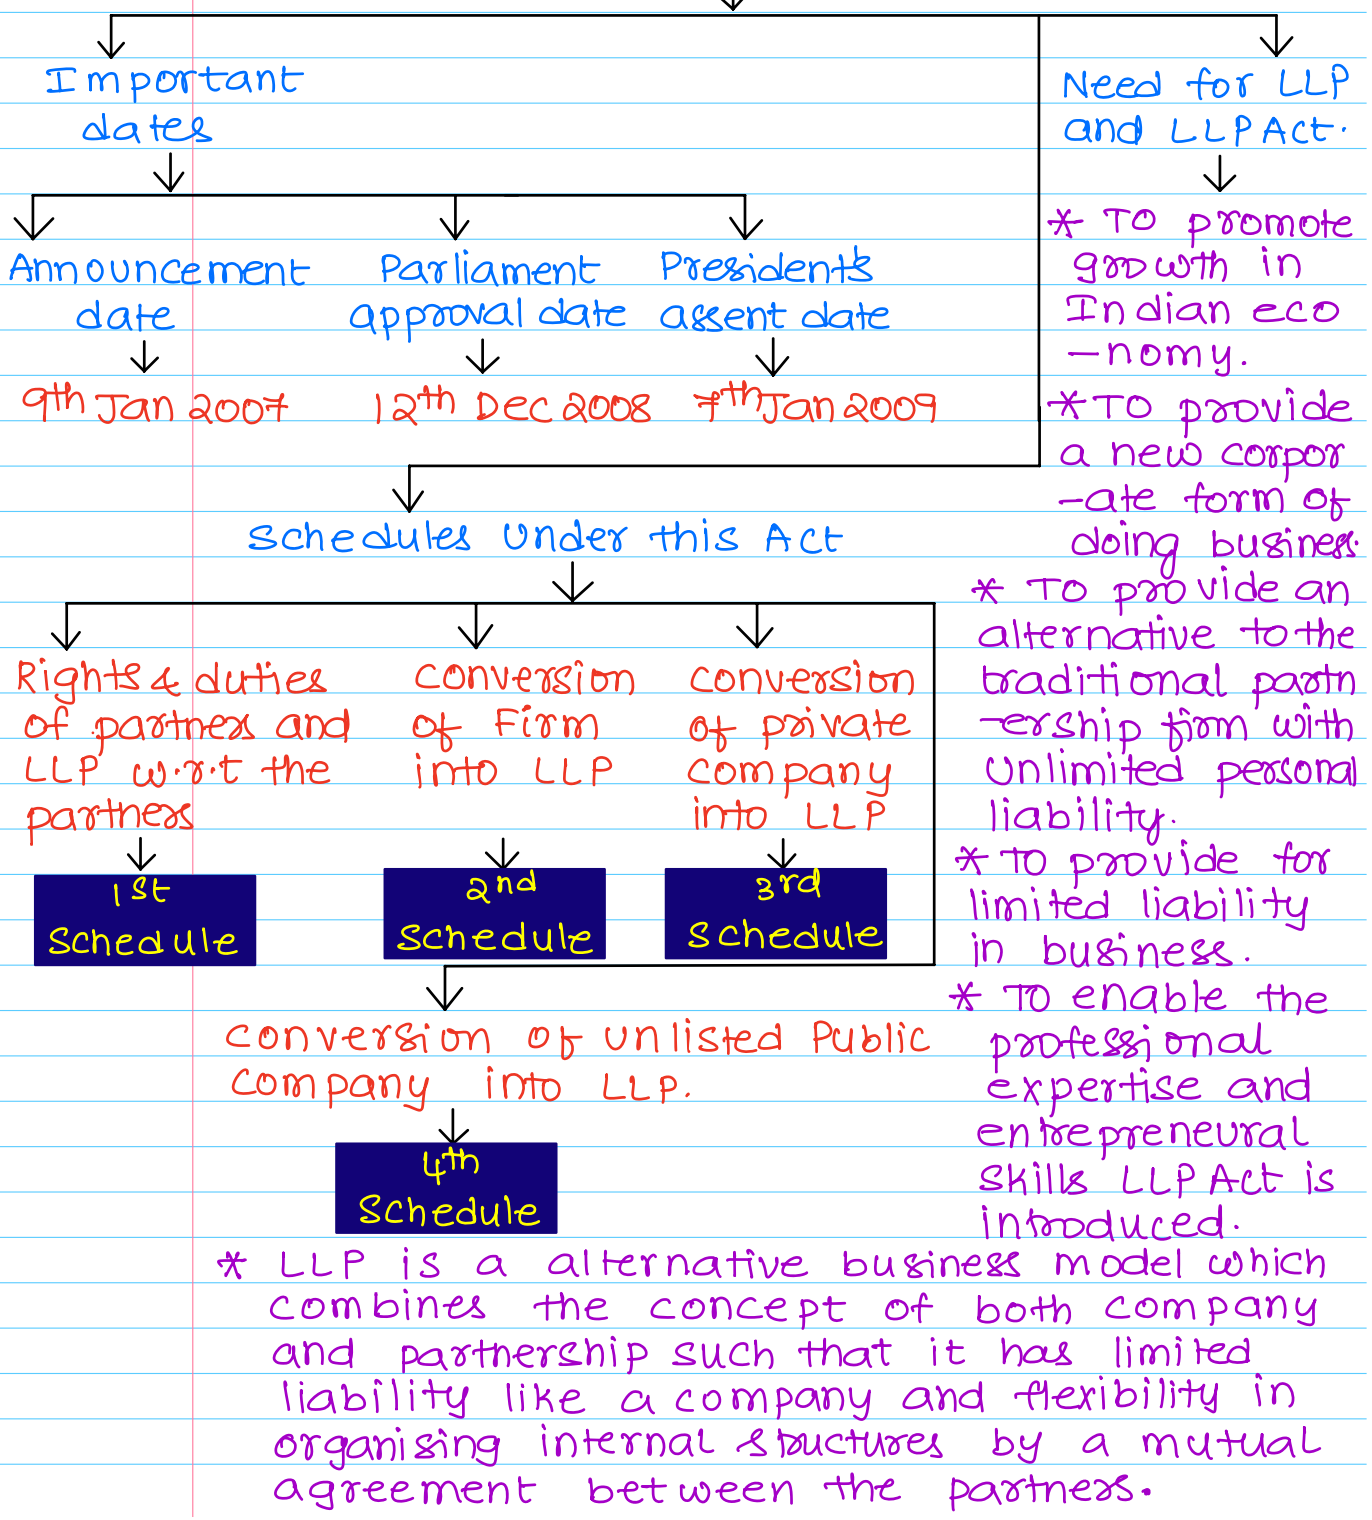 Important
dates
Announcement
date
9th Jan 2007
Parliament
approval date
12th Dec 2008
Presidents
assent date
7th Jan 2009
Schedules Under this Act
Rights & duties
of partners and
LLP w.r.t the
partners
1st
Schedule
Conversion
of Firm
into LLP
2nd
Schedule
conversion
of private
company
into LLP
3rd
Schedule
Conversion of Unlisted Public
Company into LLP.
4th
Schedule
Need for LLP
and LLP Act.
* To promote
growth in
Indian eco
-nomy.
* To provide
a new corpor
-ate form of
doing business.
* To provide an
alternative to the
traditional partn
-ership firm with
Unlimited personal
liability.
* To provide for
limited liability
in business.
* To enable the
professional
expertise and
entrepreneural
Skills LLP Act is
introduced.
* LLP is a alternative business model which
combines the concept of both company
and partnership such that it has limited
liability like a company and flexibility in
organising internal structures by a mutual
agreement between the partners.